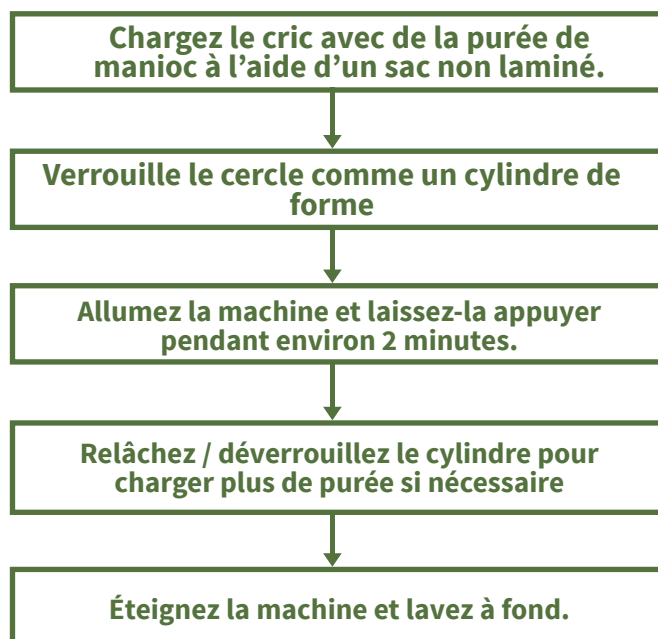 Chargez le cric avec de la purée de
manioc à l’aide d’un sac non laminé.
Verrouille le cercle comme un cylindre de
forme
Allumez la machine et laissez-la appuyer
pendant environ 2 minutes.
Relâchez / déverrouillez le cylindre pour
charger plus de purée si nécessaire
Éteignez la machine et lavez à fond.